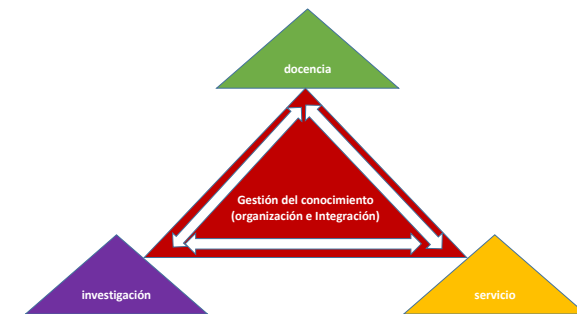 docencia
Gestión del conocimiento
(organización e Integración)
investigación
servicio